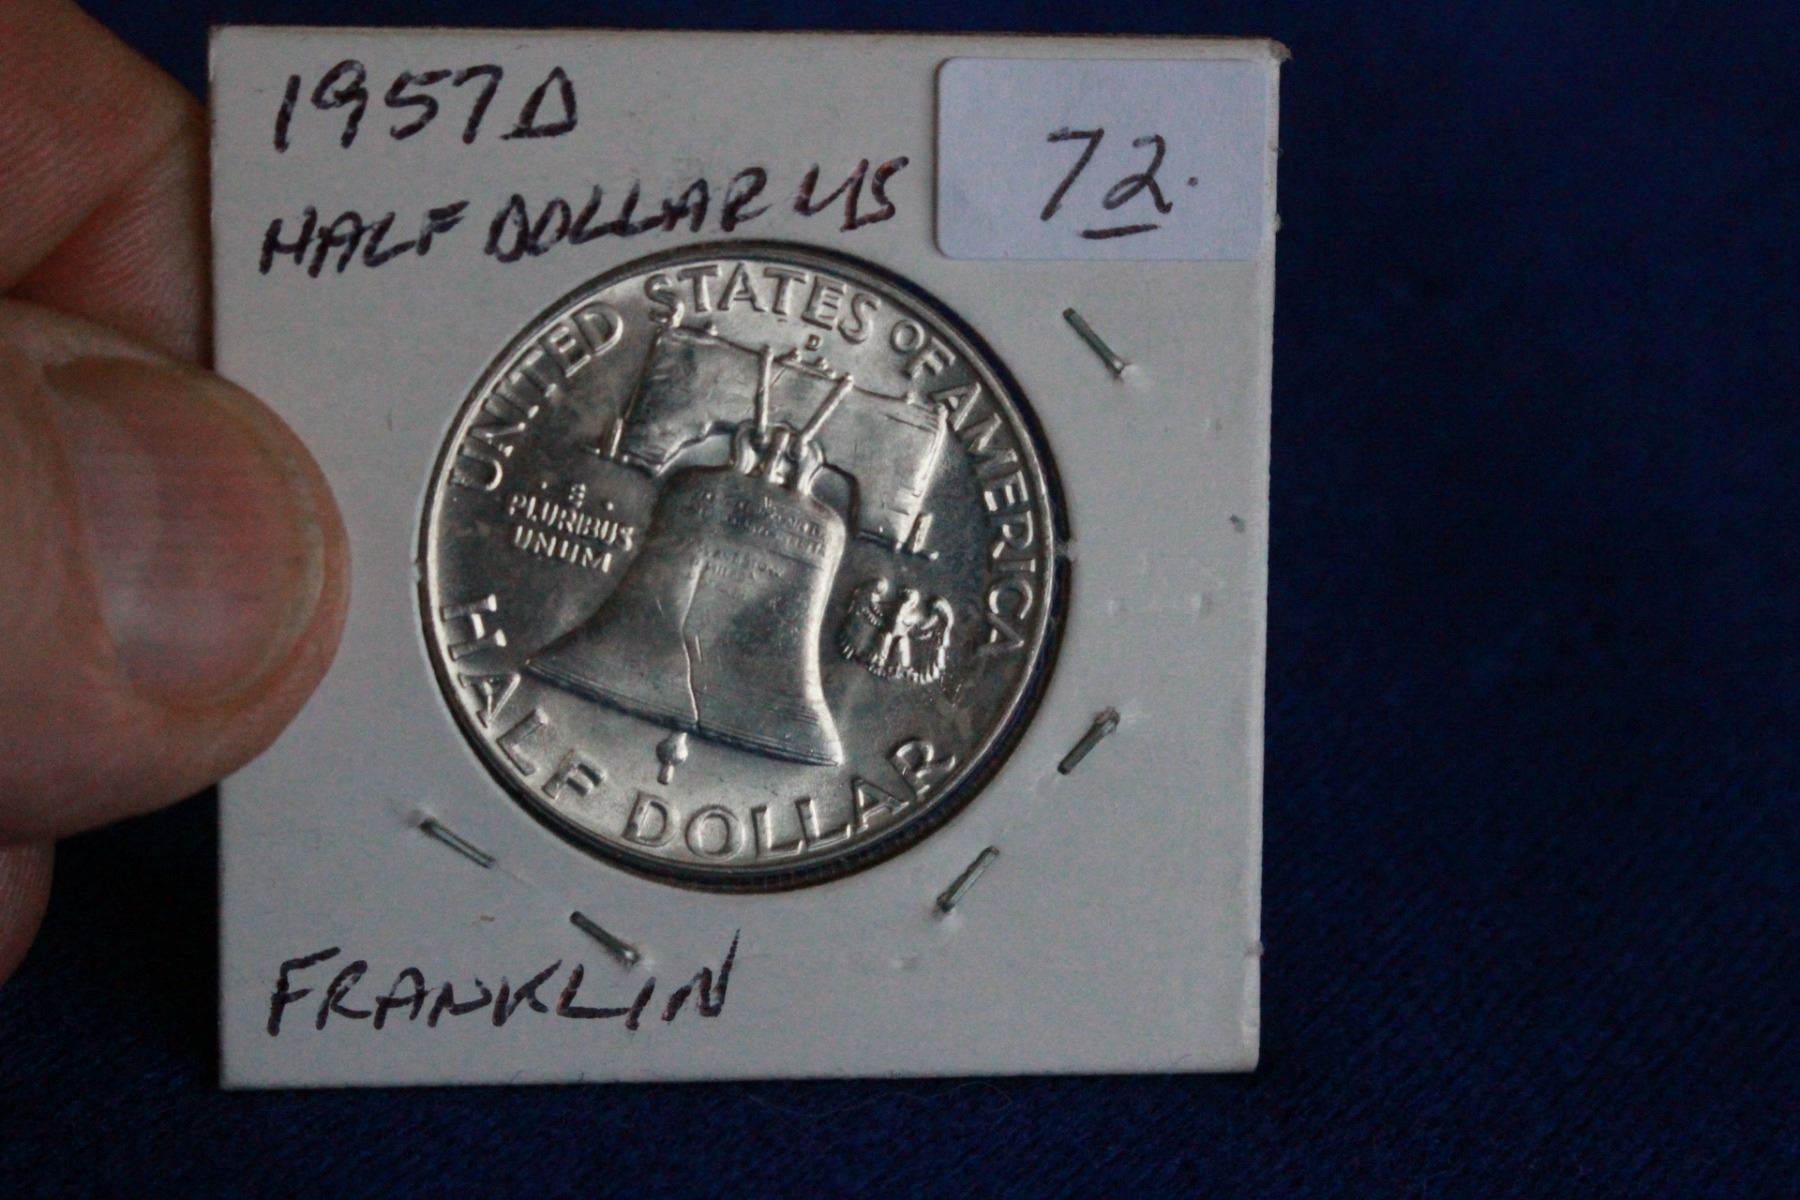 1957D
HALF DOLLAR US
72.
UNITED STATES OF AMERICA
D
· E ·
PLURIBUS
UNUM
HALF DOLLAR
FRANKLIN